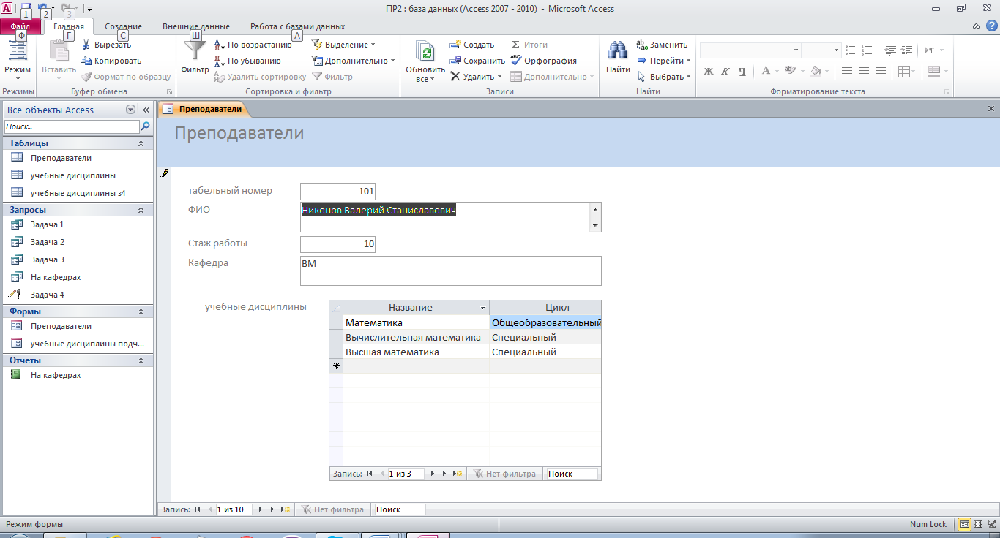 ПР2 : база данных (Access 2007 - 2010) - Microsoft Access
1 2 3
Файл Главная Создание Внешние данные Работа с базами данных
Ф Г С Ш А
Режим
Режимы
Вставить
Вырезать
Копировать
Формат по образцу
Буфер обмена
Фильтр
По возрастанию
По убыванию
Удалить сортировку
Выделение
Дополнительно
Фильтр
Сортировка и фильтр
Обновить
все
Создать
Сохранить
Удалить
Σ Итоги
ABC Орфография
Дополнительно
Записи
Найти
Заменить
Перейти
Выбрать
Найти
Ж К Ч А
Форматирование текста
Все объекты Access
Поиск...
Таблицы
Преподаватели
учебные дисциплины
учебные дисциплины з4
Запросы
Задача 1
Задача 2
Задача 3
На кафедрах
Задача 4
Формы
Преподаватели
учебные дисциплины подч...
Отчеты
На кафедрах
Преподаватели
Преподаватели
табельный номер 101
ФИО Никонов Валерий Станиславович
Стаж работы 10
Кафедра ВМ
учебные дисциплины
Название Цикл
Математика Общеобразовательный
Вычислительная математика Специальный
Высшая математика Специальный
Запись: 1 из 3 Нет фильтра Поиск
Запись: 1 из 10 Нет фильтра Поиск
Режим формы Num Lock